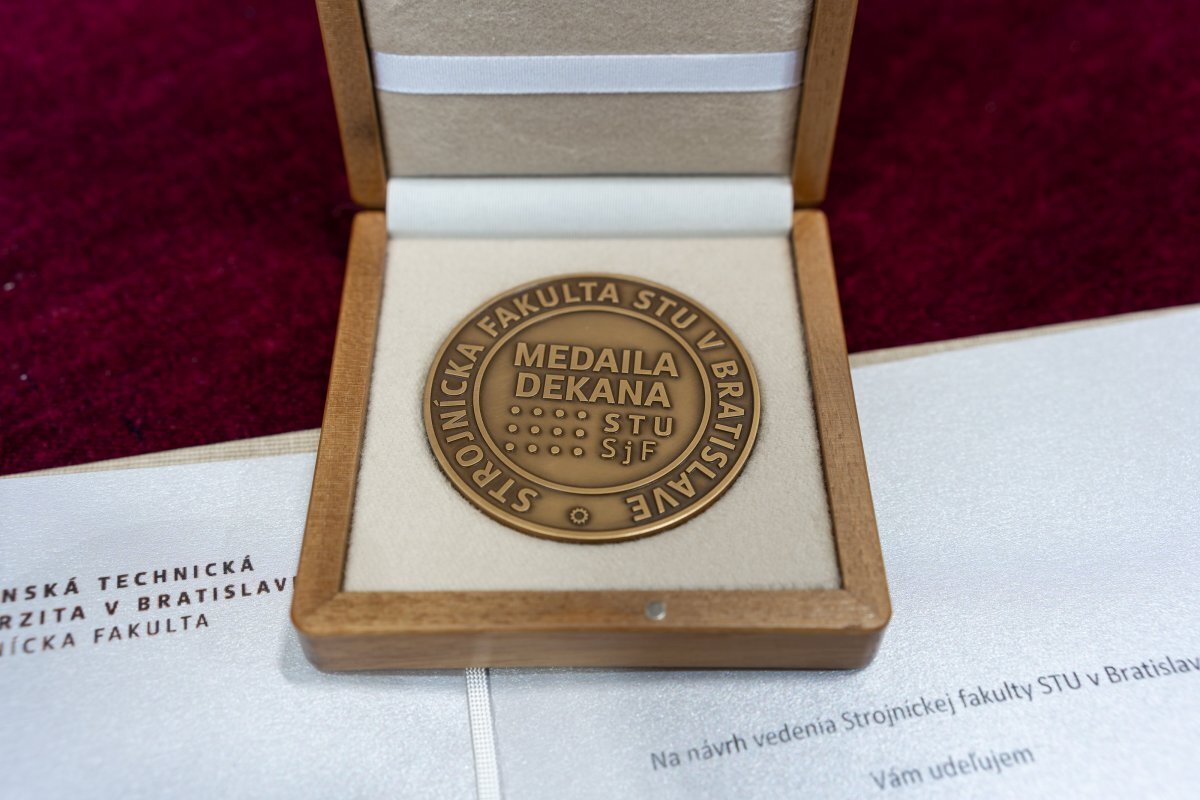 STROJNÍCKA FAKULTA STU V BRATISLAVE
MEDAILA
DEKANA
STU
SjF
NSKÁ TECHNICKÁ
RZITA V BRATISLAV
NÍCKA FAKULTA
Na návrh vedenia Strojníckej fakulty STU v Bratislav
Vám udeľujem